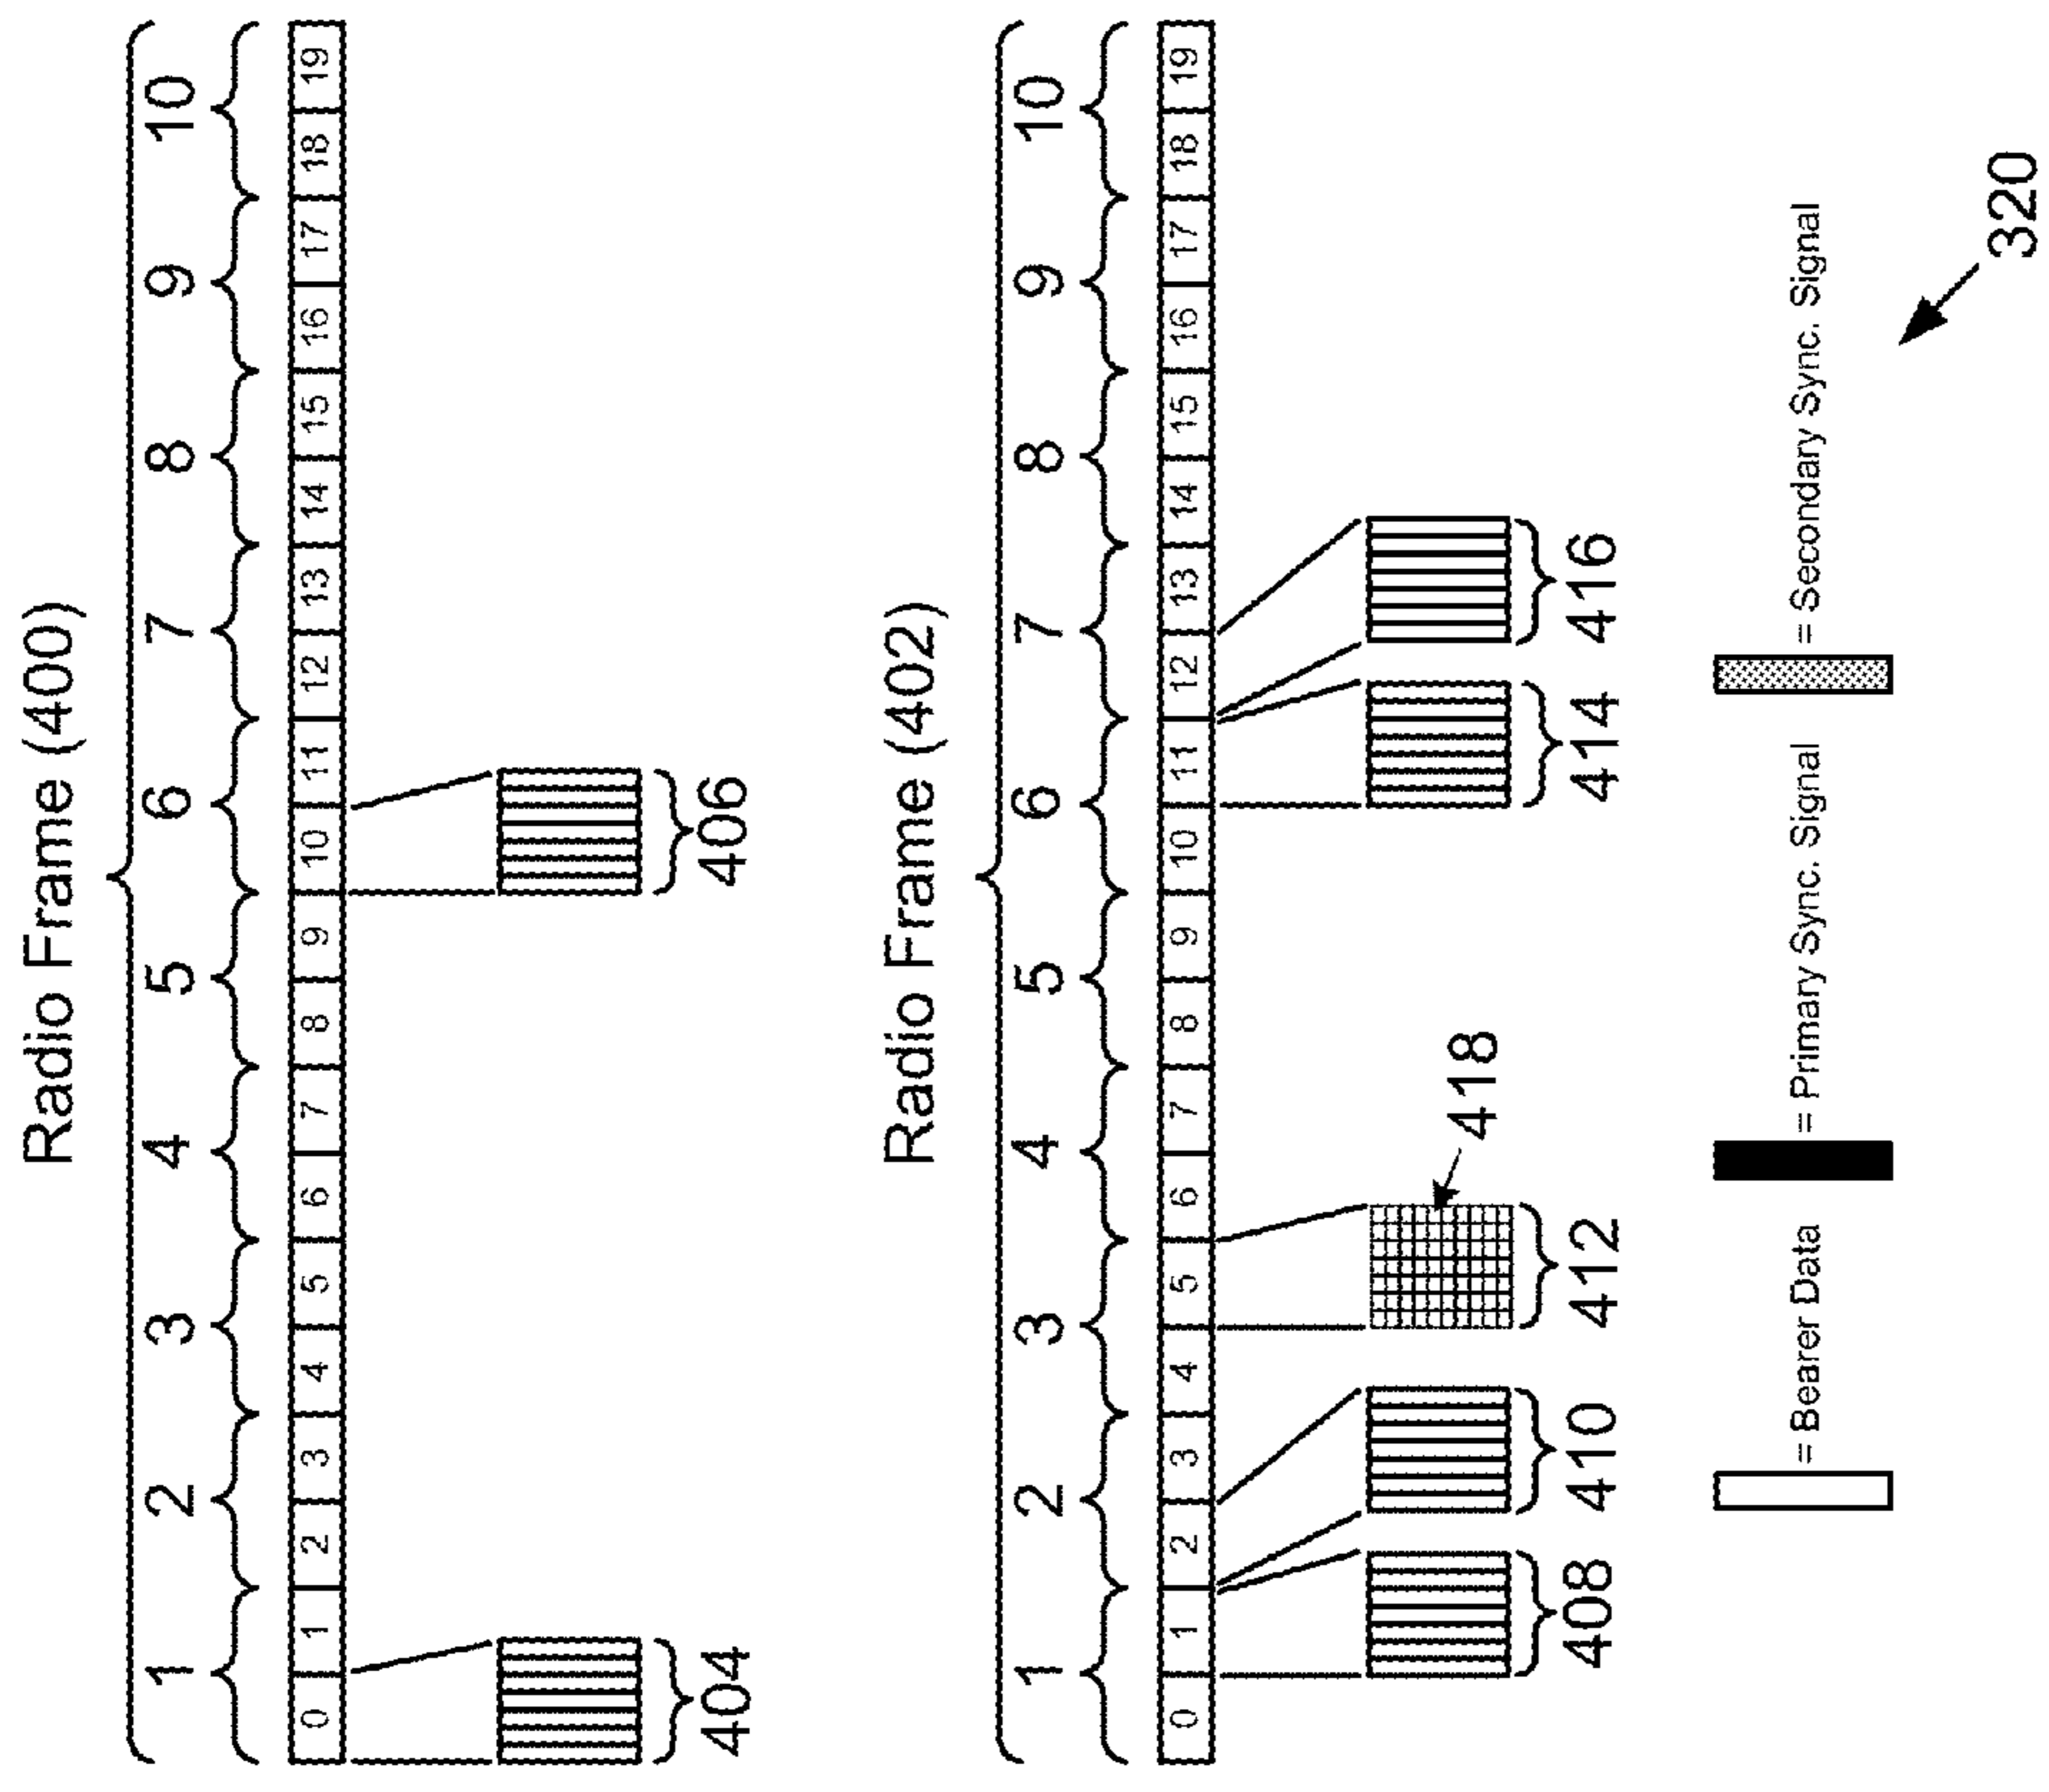 Radio Frame (400)
1 2 3 4 5 6 7 8 9 10
0 1 2 3 4 5 6 7 8 9 10 11 12 13 14 15 16 17 18 19
404 406
Radio Frame (402)
1 2 3 4 5 6 7 8 9 10
0 1 2 3 4 5 6 7 8 9 10 11 12 13 14 15 16 17 18 19
418
408 410 412 414 416
= Bearer Data = Primary Sync. Signal = Secondary Sync. Signal
320